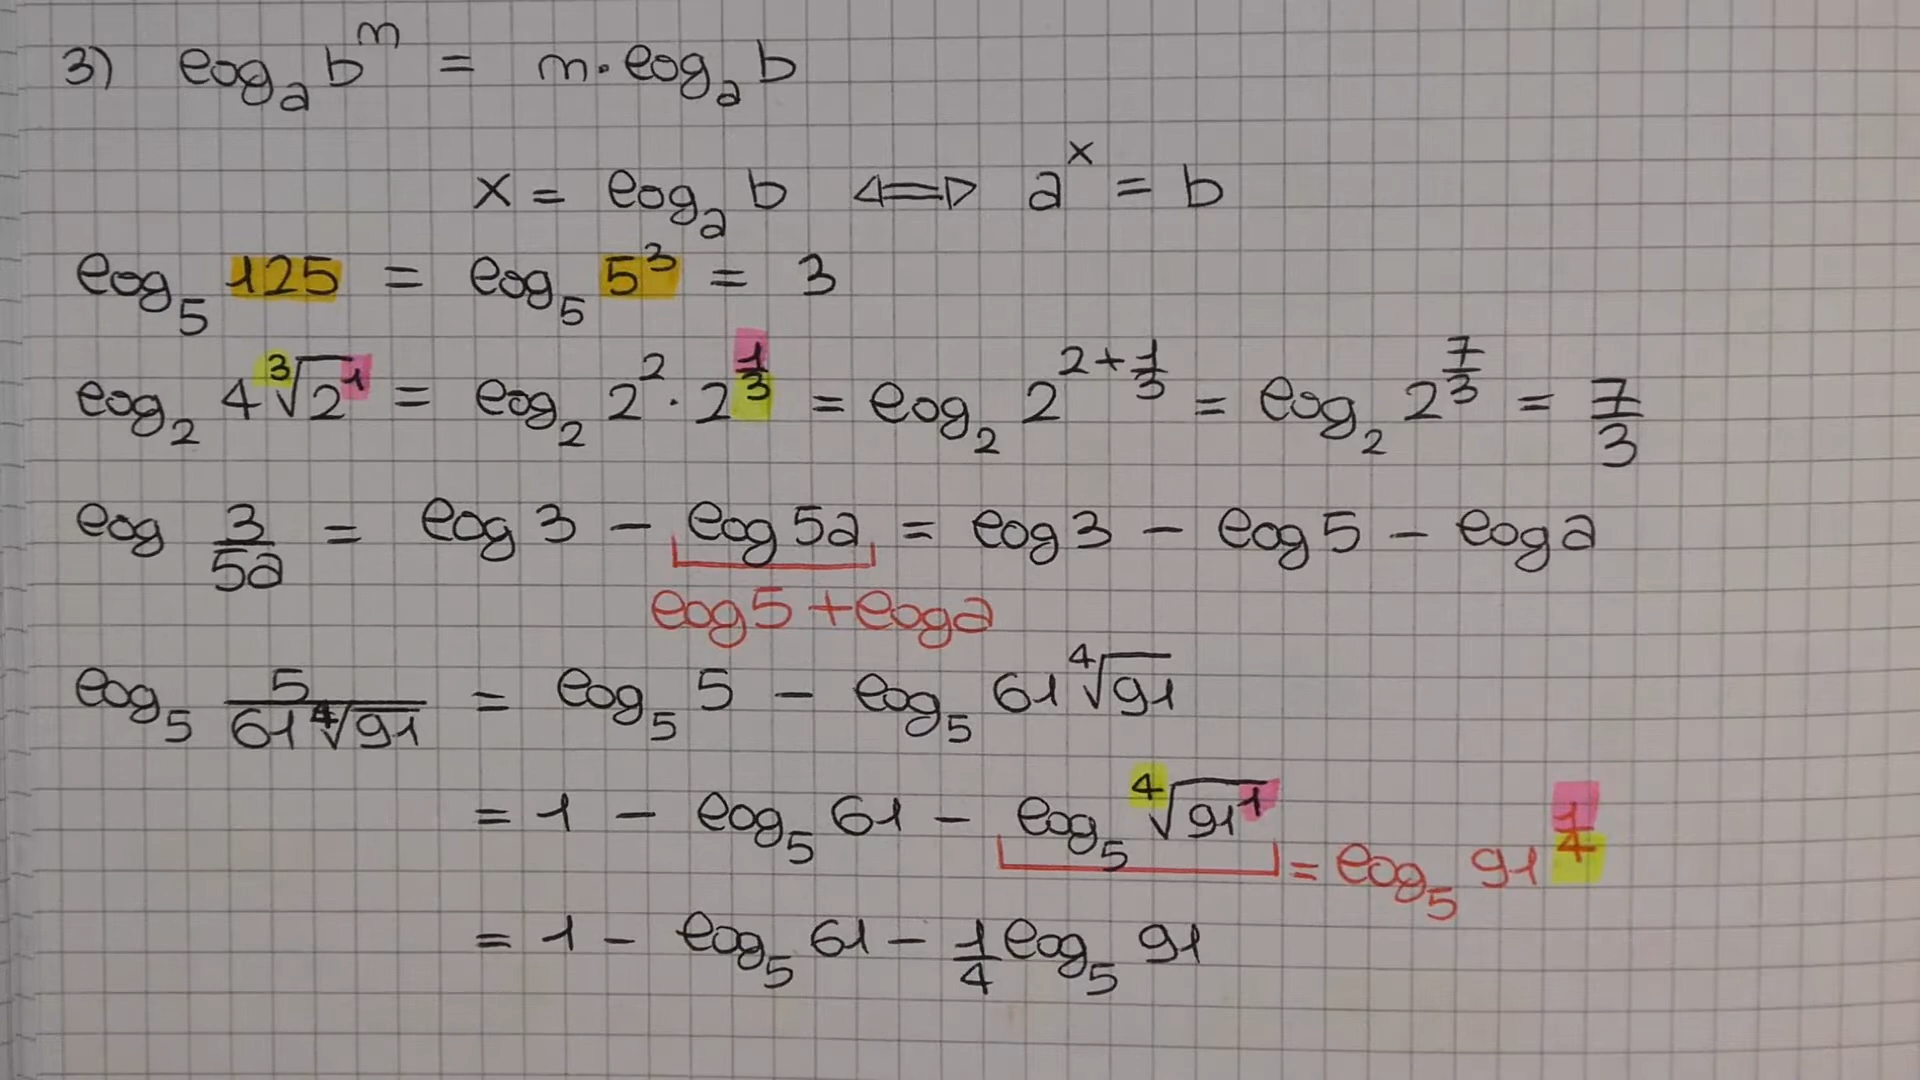 3) log_a b^m = m·log_a b
x = log_a b ⟺ a^x = b
log_5 125 = log_5 5^3 = 3
log_2 4∛(2^1) = log_2 2^2 · 2^(1/3) = log_2 2^(2+1/3) = log_2 2^(7/3) = 7/3
log 3/(5a) = log 3 - log 5a = log 3 - log 5 - log a
log 5 + log a
log_5 5/(61∜91) = log_5 5 - log_5 61∜91
= 1 - log_5 61 - log_5 ∜(91^1) = log_5 91^(1/4)
= 1 - log_5 61 - 1/4 log_5 91